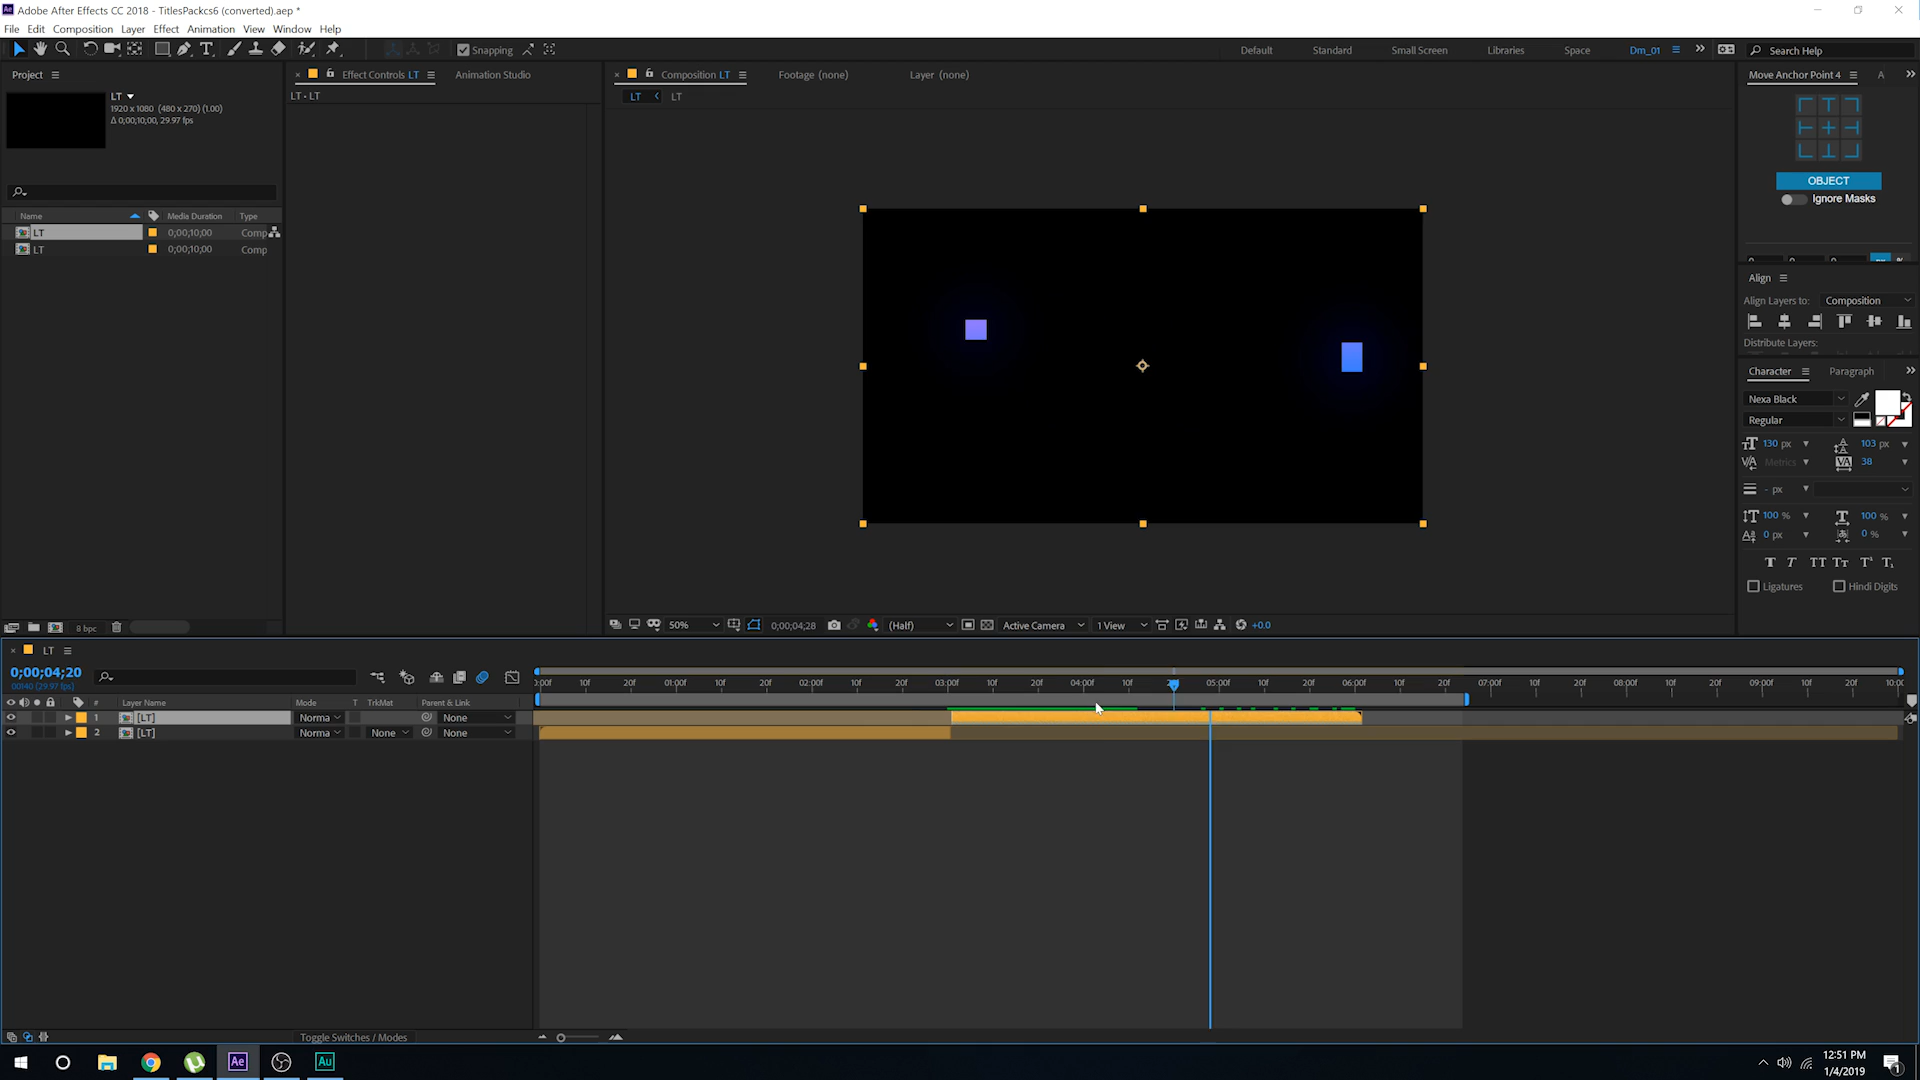 Adobe After Effects CC 2018 - TitlesPackcs6 (converted).aep *
File Edit Composition Layer Effect Animation View Window Help
Snapping
Default Standard Small Screen Libraries Space Dm_01 Search Help
Project
Effect Controls LT Animation Studio
Composition LT Footage (none) Layer (none)
Move Anchor Point 4 A
LT
1920 x 1080 (480 x 270) (1.00)
Δ 0;00;10;00, 29.97 fps
LT • LT
LT LT
OBJECT
Ignore Masks
Name Media Duration Type
LT 0;00;10;00 Comp
LT 0;00;10;00 Comp
Align
Align Layers to: Composition
Distribute Layers:
Character Paragraph
Nexa Black
Regular
130 px 103 px
Metrics 38
- px
100 % 100 %
0 px 0 %
T T TT Tт T¹ T₁
Ligatures Hindi Digits
8 bpc
50% 0;00;04;28 (Half) Active Camera 1 View +0.0
LT
0;00;04;20
00140 (29.97 fps)
:00f 10f 20f 01:00f 10f 20f 02:00f 10f 20f 03:00f 10f 20f 04:00f 10f 05:00f 10f 20f 06:00f 10f 20f 07:00f 10f 20f 08:00f 10f 20f 09:00f 10f 20f 10:00
# Layer Name Mode T TrkMat Parent & Link
1 [LT] Norma None
2 [LT] Norma None None
Toggle Switches / Modes
Ae Au
12:51 PM
1/4/2019
1